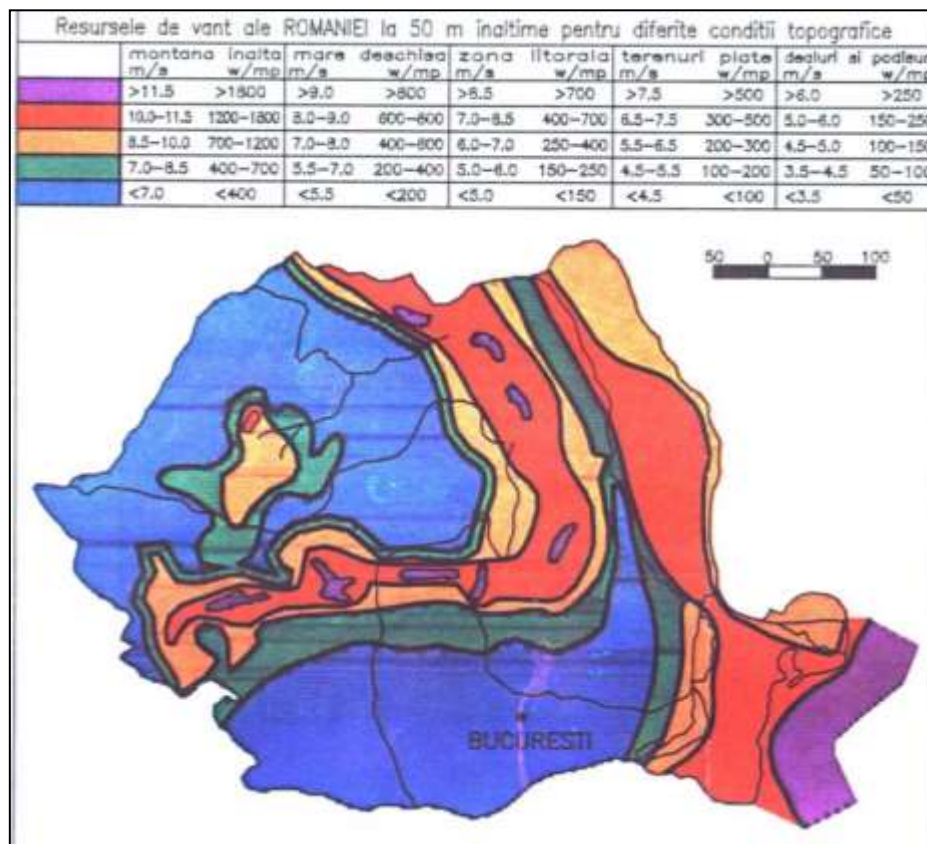 Resursele de vant ale ROMANIEI la 50 m inaltime pentru diferite conditii topografice
montana inalta mare deschisa zona litorala terenuri plate dealuri si podisuri
m/s w/mp m/s w/mp m/s w/mp m/s w/mp m/s w/mp
>11.5 >1800 >9.0 >800 >8.5 >700 >7.5 >500 >6.0 >250
10.0-11.5 1200-1800 8.0-9.0 600-800 7.0-8.5 400-700 6.5-7.5 300-500 5.0-6.0 150-250
8.5-10.0 700-1200 7.0-8.0 400-600 6.0-7.0 250-400 5.5-6.5 200-300 4.5-5.0 100-150
7.0-8.5 400-700 5.5-7.0 200-400 5.0-6.0 150-250 4.5-5.5 100-200 3.5-4.5 50-100
<7.0 <400 <5.5 <200 <5.0 <150 <4.5 <100 <3.5 <50
50 0 50 100
BUCURESTI